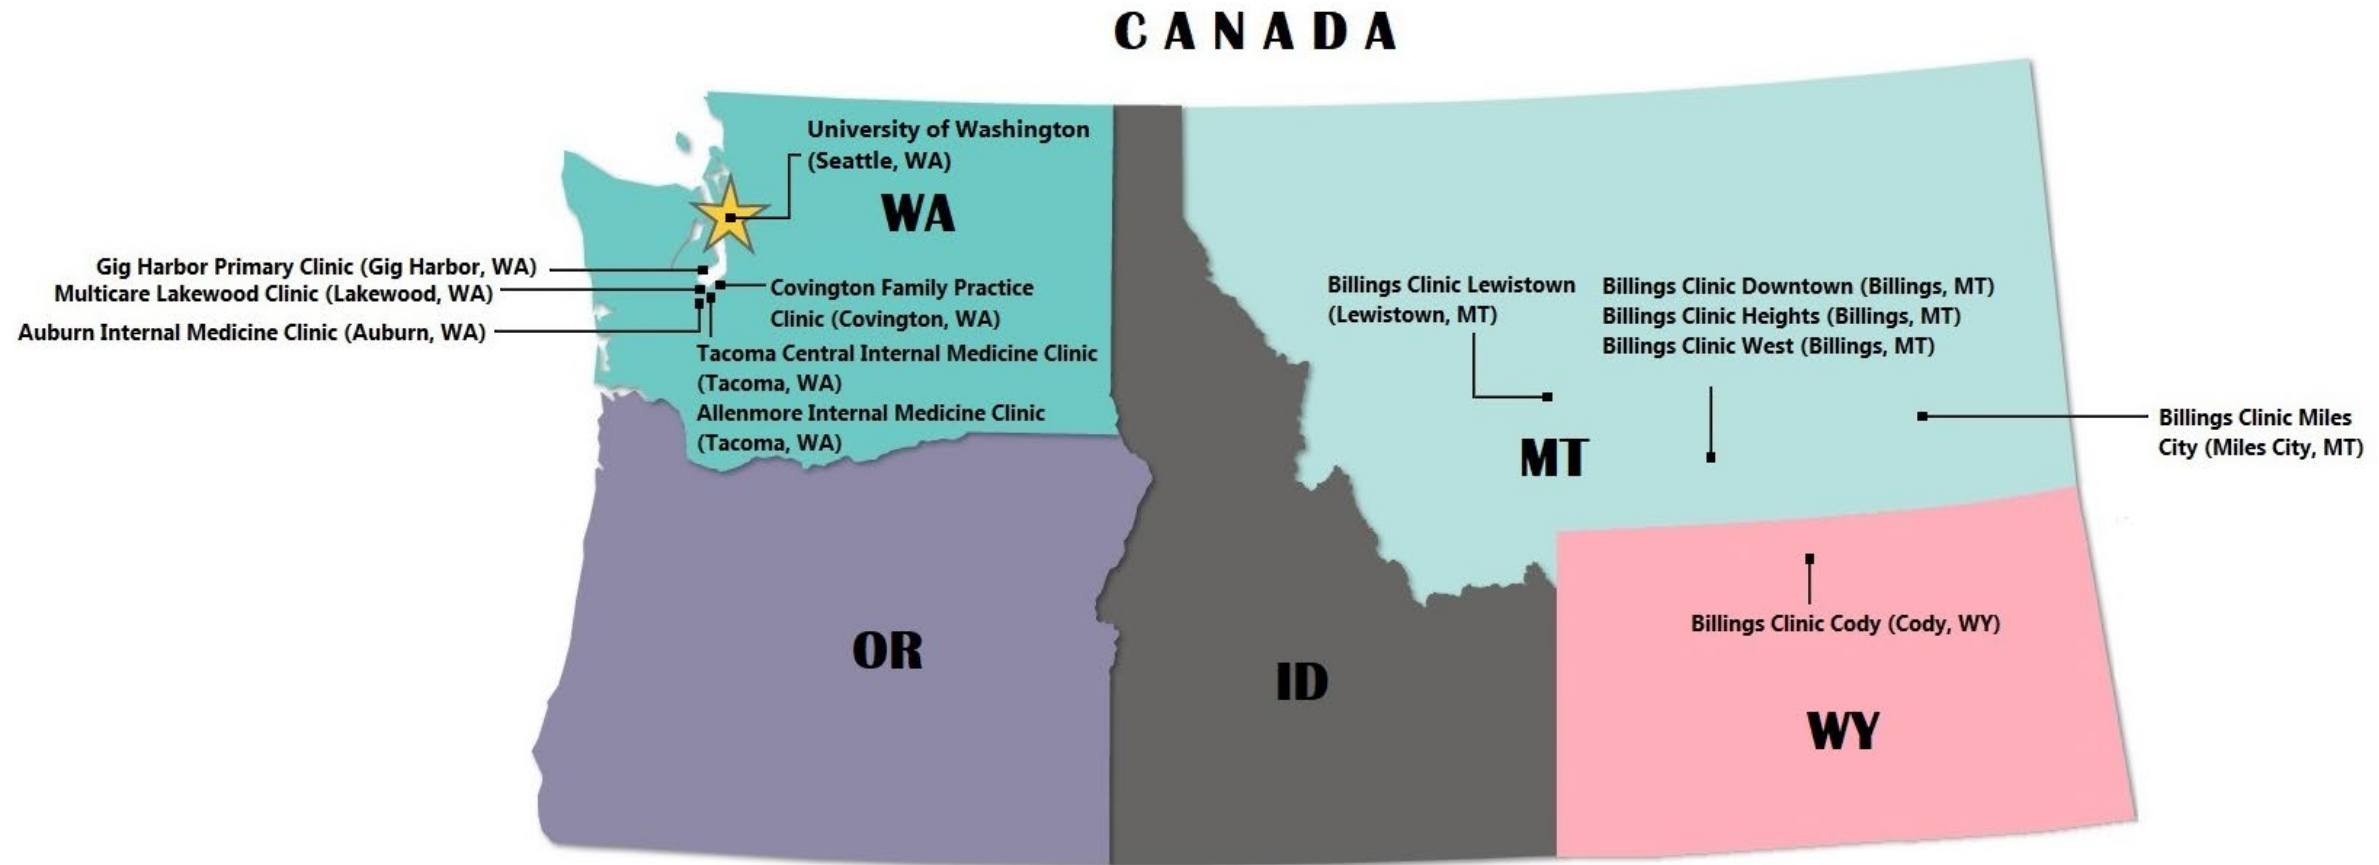 CANADA
University of Washington
(Seattle, WA)
WA
Gig Harbor Primary Clinic (Gig Harbor, WA)
Multicare Lakewood Clinic (Lakewood, WA)
Auburn Internal Medicine Clinic (Auburn, WA)
Covington Family Practice
Clinic (Covington, WA)
Tacoma Central Internal Medicine Clinic
(Tacoma, WA)
Allenmore Internal Medicine Clinic
(Tacoma, WA)
Billings Clinic Lewistown
(Lewistown, MT)
Billings Clinic Downtown (Billings, MT)
Billings Clinic Heights (Billings, MT)
Billings Clinic West (Billings, MT)
MT
Billings Clinic Miles
City (Miles City, MT)
Billings Clinic Cody (Cody, WY)
OR
ID
WY